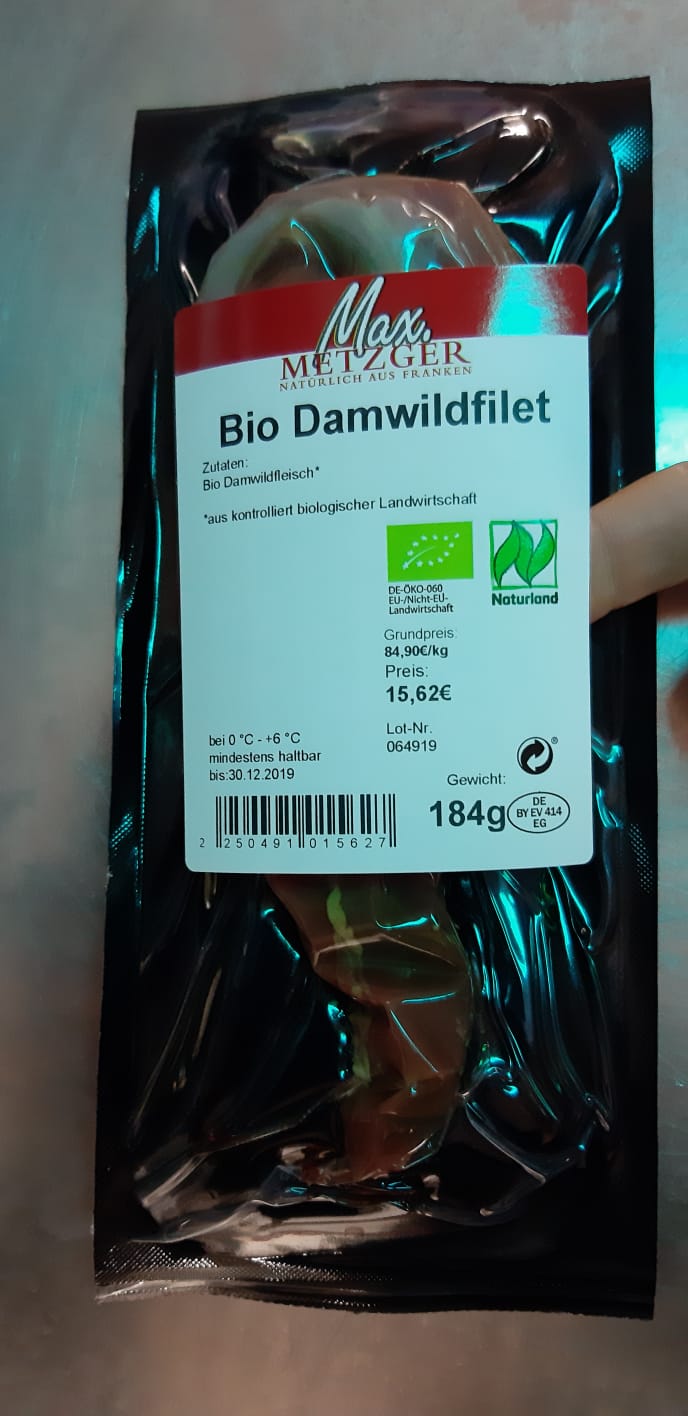 Max.
METZGER
NATÜRLICH AUS FRANKEN
Bio Damwildfilet
Zutaten:
Bio Damwildfleisch*
*aus kontrolliert biologischer Landwirtschaft
DE-ÖKO-060
EU-/Nicht-EU-
Landwirtschaft
Naturland
Grundpreis:
84,90€/kg
Preis:
15,62€
Lot-Nr.
064919
bei 0 °C - +6 °C
mindestens haltbar
bis:30.12.2019
Gewicht:
184g
DE
BY EV 414
EG
®
2 250491 015627